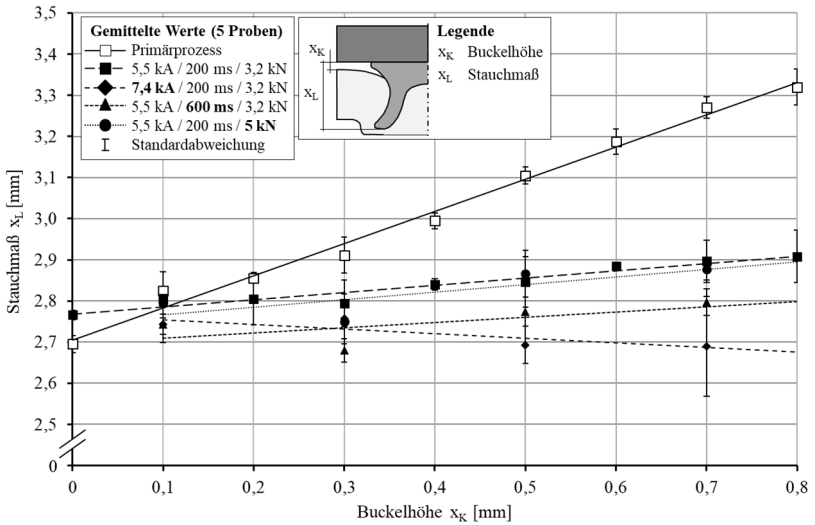 Gemittelte Werte (5 Proben)
Primärprozess
5,5 kA / 200 ms / 3,2 kN
7,4 kA / 200 ms / 3,2 kN
5,5 kA / 600 ms / 3,2 kN
5,5 kA / 200 ms / 5 kN
Standardabweichung
xK
xL
Legende
xK Buckelhöhe
xL Stauchmaß
Stauchmaß xL [mm]
3,5
3,4
3,3
3,2
3,1
3,0
2,9
2,8
2,7
2,6
2,5
0
0 0,1 0,2 0,3 0,4 0,5 0,6 0,7 0,8
Buckelhöhe xK [mm]